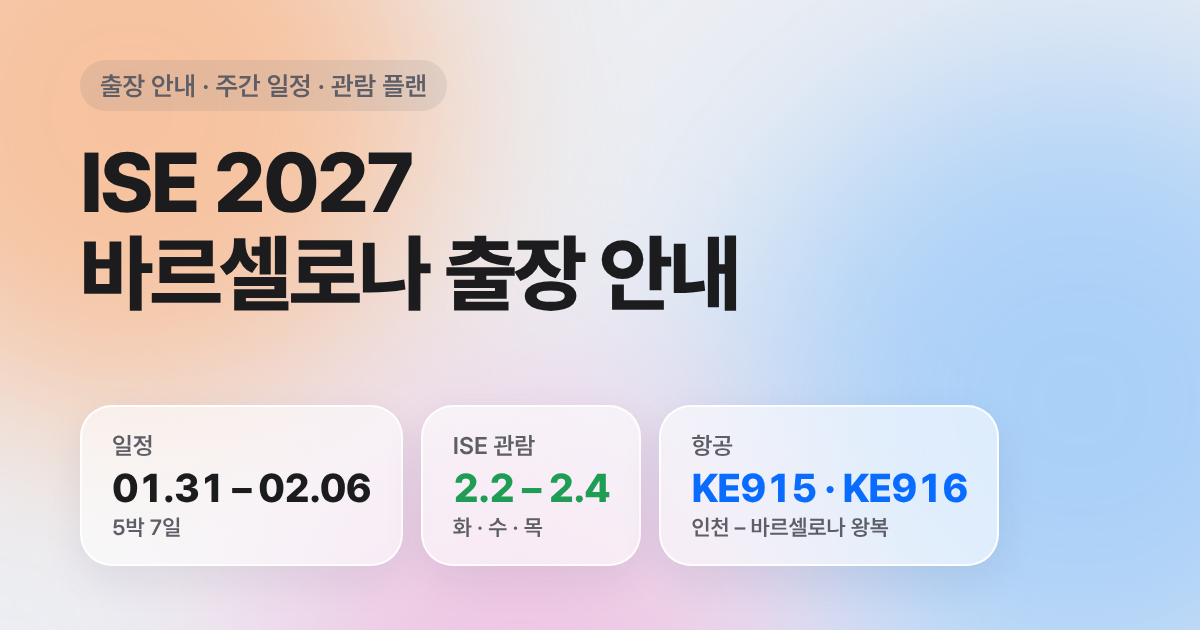 출장 안내 · 주간 일정 · 관람 플랜
ISE 2027
바르셀로나 출장 안내
일정
01.31 – 02.06
5박 7일
ISE 관람
2.2 – 2.4
화 · 수 · 목
항공
KE915 · KE916
인천 – 바르셀로나 왕복